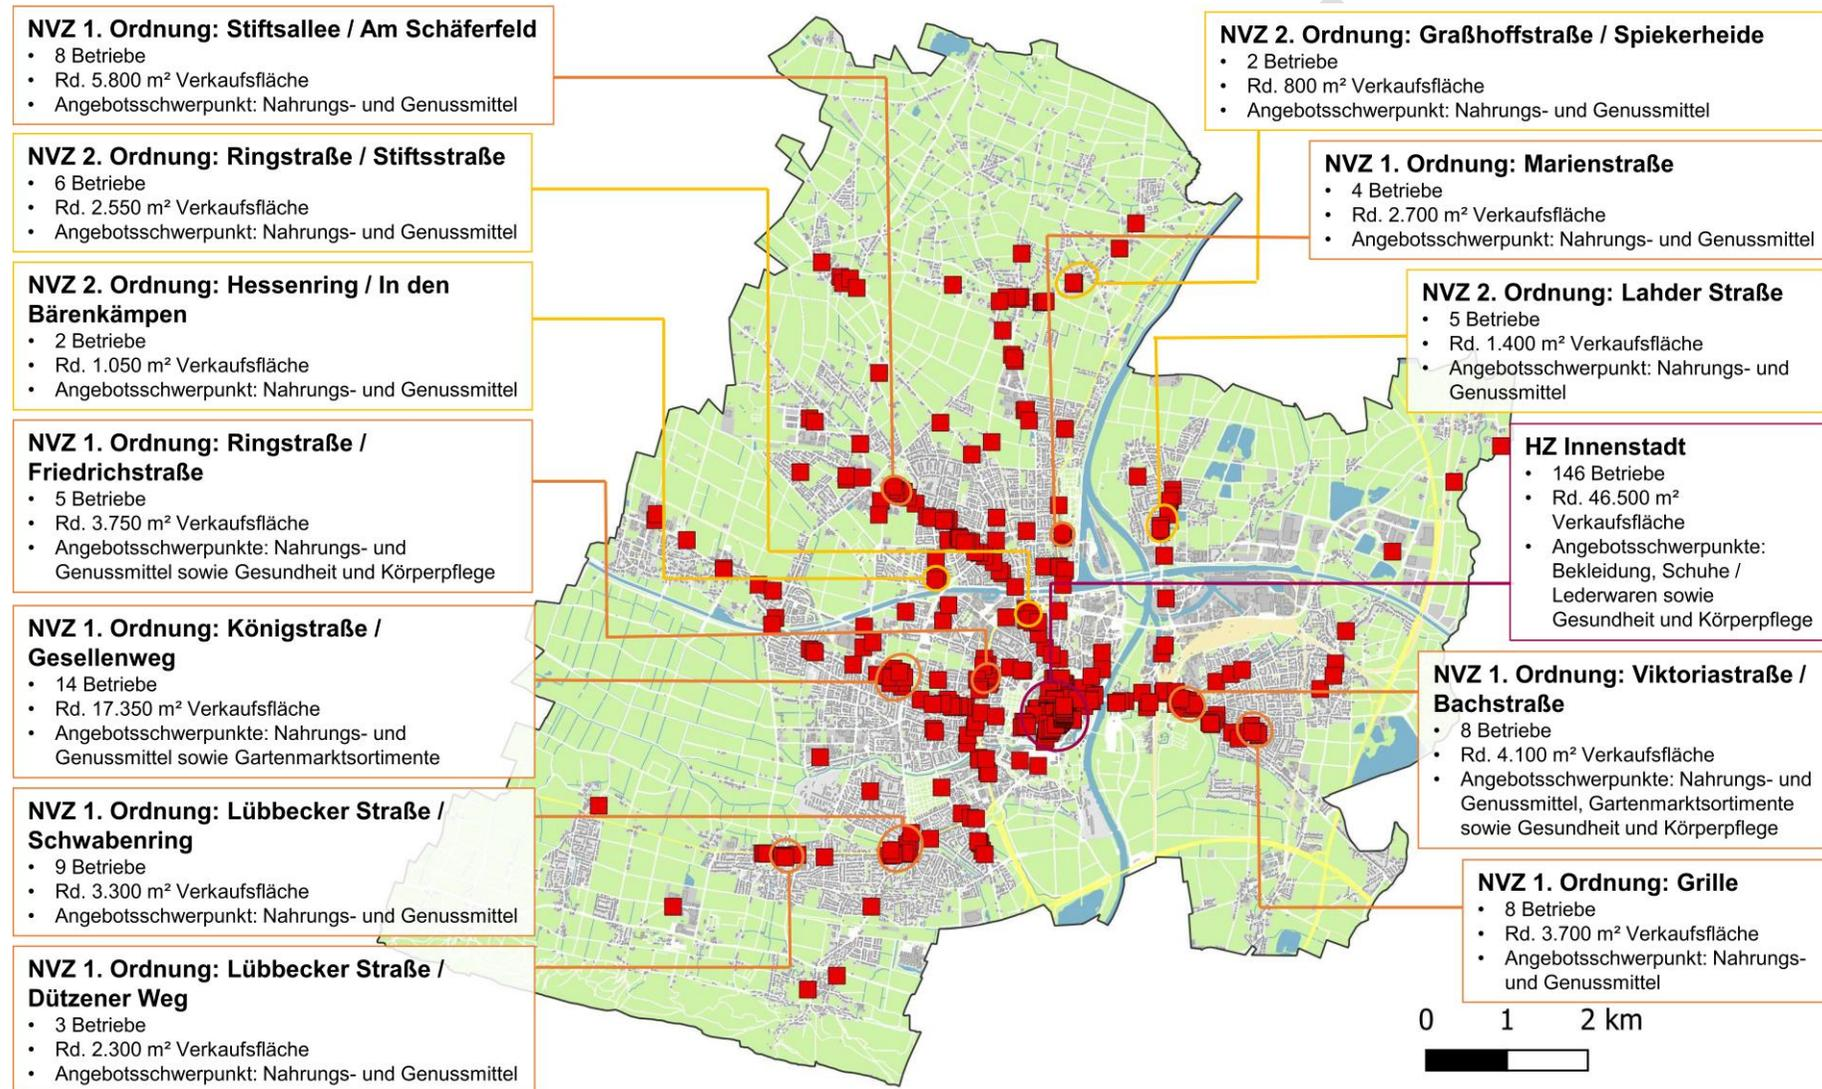 NVZ 1. Ordnung: Stiftsallee / Am Schäferfeld
• 8 Betriebe
• Rd. 5.800 m² Verkaufsfläche
• Angebotsschwerpunkt: Nahrungs- und Genussmittel
NVZ 2. Ordnung: Ringstraße / Stiftsstraße
• 6 Betriebe
• Rd. 2.550 m² Verkaufsfläche
• Angebotsschwerpunkt: Nahrungs- und Genussmittel
NVZ 2. Ordnung: Hessenring / In den
Bärenkämpen
• 2 Betriebe
• Rd. 1.050 m² Verkaufsfläche
• Angebotsschwerpunkt: Nahrungs- und Genussmittel
NVZ 1. Ordnung: Ringstraße /
Friedrichstraße
• 5 Betriebe
• Rd. 3.750 m² Verkaufsfläche
• Angebotsschwerpunkte: Nahrungs- und
Genussmittel sowie Gesundheit und Körperpflege
NVZ 1. Ordnung: Königstraße /
Gesellenweg
• 14 Betriebe
• Rd. 17.350 m² Verkaufsfläche
• Angebotsschwerpunkte: Nahrungs- und
Genussmittel sowie Gartenmarktsortimente
NVZ 1. Ordnung: Lübbecker Straße /
Schwabenring
• 9 Betriebe
• Rd. 3.300 m² Verkaufsfläche
• Angebotsschwerpunkt: Nahrungs- und Genussmittel
NVZ 1. Ordnung: Lübbecker Straße /
Dützener Weg
• 3 Betriebe
• Rd. 2.300 m² Verkaufsfläche
• Angebotsschwerpunkt: Nahrungs- und Genussmittel
NVZ 2. Ordnung: Graßhoffstraße / Spiekerheide
• 2 Betriebe
• Rd. 800 m² Verkaufsfläche
• Angebotsschwerpunkt: Nahrungs- und Genussmittel
NVZ 1. Ordnung: Marienstraße
• 4 Betriebe
• Rd. 2.700 m² Verkaufsfläche
• Angebotsschwerpunkt: Nahrungs- und Genussmittel
NVZ 2. Ordnung: Lahder Straße
• 5 Betriebe
• Rd. 1.400 m² Verkaufsfläche
• Angebotsschwerpunkt: Nahrungs- und
Genussmittel
HZ Innenstadt
• 146 Betriebe
• Rd. 46.500 m²
Verkaufsfläche
• Angebotsschwerpunkte:
Bekleidung, Schuhe /
Lederwaren sowie
Gesundheit und Körperpflege
NVZ 1. Ordnung: Viktoriastraße /
Bachstraße
• 8 Betriebe
• Rd. 4.100 m² Verkaufsfläche
• Angebotsschwerpunkte: Nahrungs- und
Genussmittel, Gartenmarktsortimente
sowie Gesundheit und Körperpflege
NVZ 1. Ordnung: Grille
• 8 Betriebe
• Rd. 3.700 m² Verkaufsfläche
• Angebotsschwerpunkt: Nahrungs-
und Genussmittel
0 1 2 km